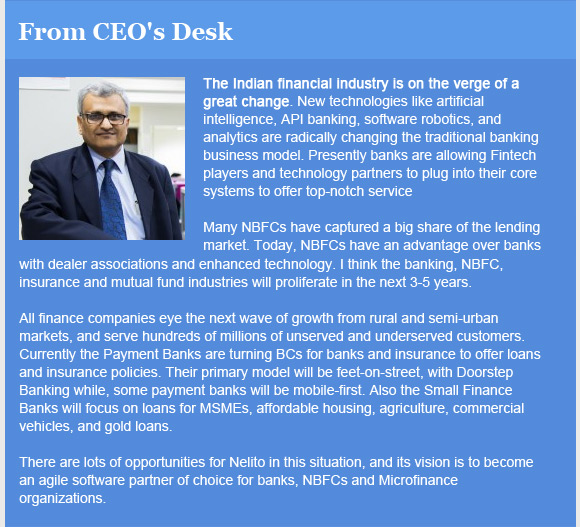 From CEO's Desk
The Indian financial industry is on the verge of a
great change. New technologies like artificial
intelligence, API banking, software robotics, and
analytics are radically changing the traditional banking
business model. Presently banks are allowing Fintech
players and technology partners to plug into their core
systems to offer top-notch service
Many NBFCs have captured a big share of the lending
market. Today, NBFCs have an advantage over banks
with dealer associations and enhanced technology. I think the banking, NBFC,
insurance and mutual fund industries will proliferate in the next 3-5 years.
All finance companies eye the next wave of growth from rural and semi-urban
markets, and serve hundreds of millions of unserved and underserved customers.
Currently the Payment Banks are turning BCs for banks and insurance to offer loans
and insurance policies. Their primary model will be feet-on-street, with Doorstep
Banking while, some payment banks will be mobile-first. Also the Small Finance
Banks will focus on loans for MSMEs, affordable housing, agriculture, commercial
vehicles, and gold loans.
There are lots of opportunities for Nelito in this situation, and its vision is to become
an agile software partner of choice for banks, NBFCs and Microfinance
organizations.